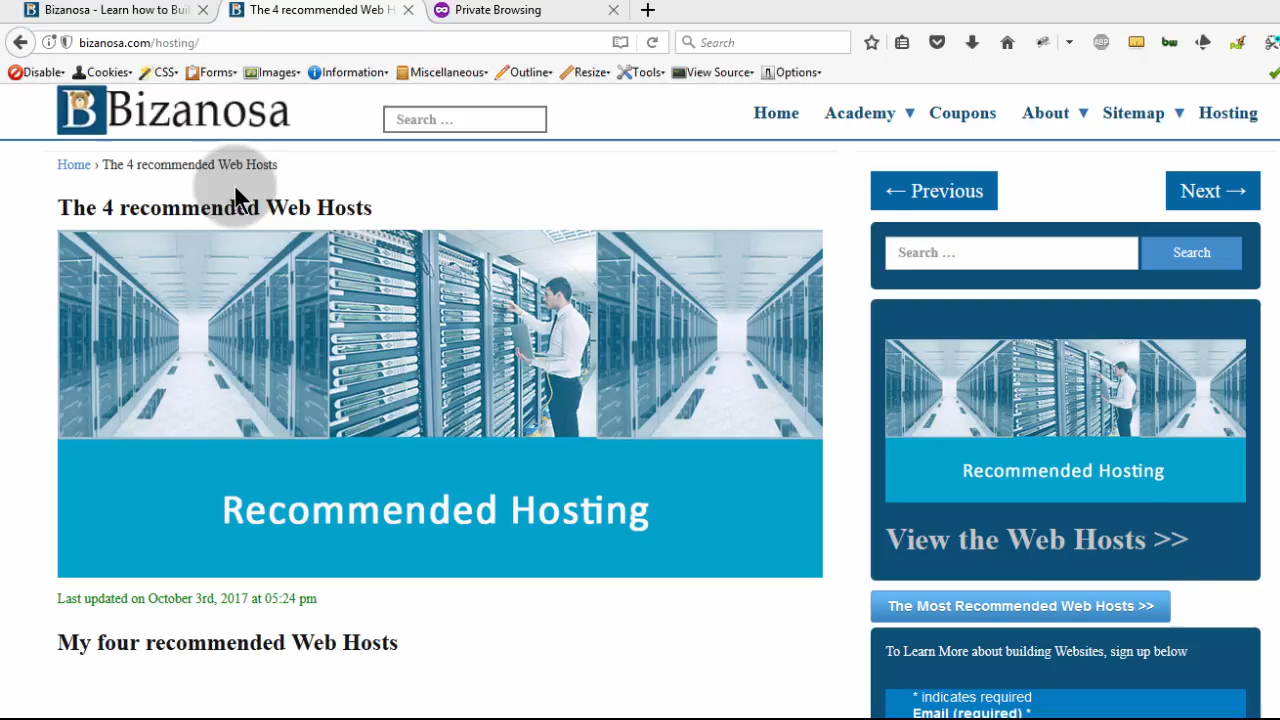 Bizanosa - Learn how to Buil
The 4 recommended Web H
Private Browsing
bizanosa.com/hosting/
Search
Disable
Cookies
CSS
Forms
Images
Information
Miscellaneous
Outline
Resize
Tools
View Source
Options
ABP
bw
B Bizanosa
Search ...
Home
Academy
Coupons
About
Sitemap
Hosting
Home › The 4 recommended Web Hosts
The 4 recommended Web Hosts
Recommended Hosting
Last updated on October 3rd, 2017 at 05:24 pm
My four recommended Web Hosts
← Previous
Next →
Search ...
Search
Recommended Hosting
View the Web Hosts >>
The Most Recommended Web Hosts >>
To Learn More about building Websites, sign up below
* indicates required
Email (required) *